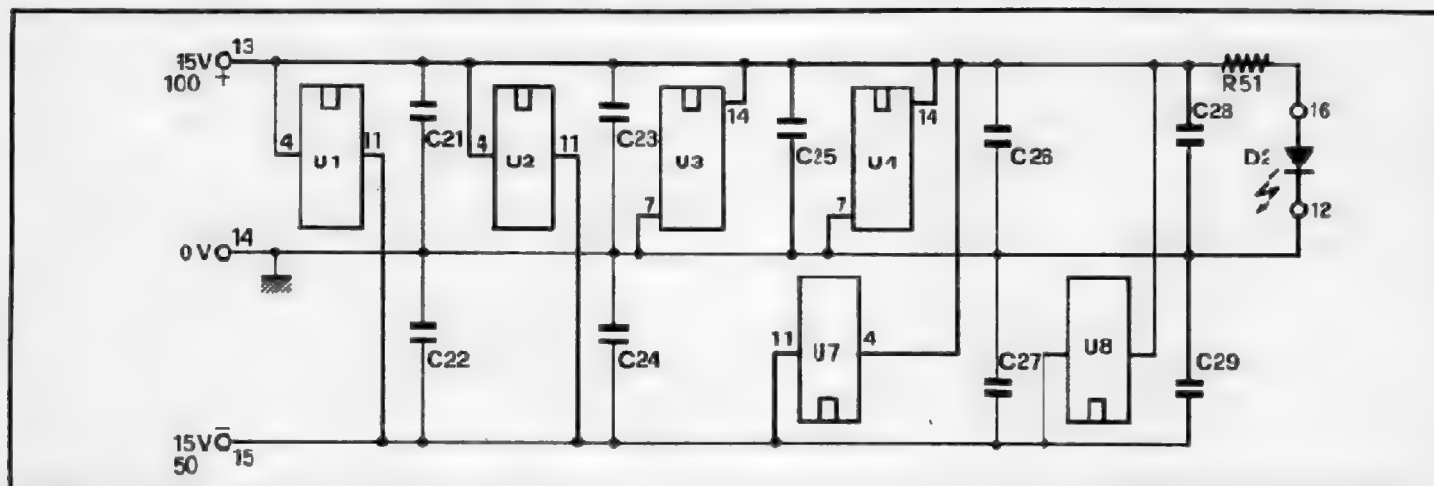 15V 13
100 +
4 U1 11
C21
4 U2 11
C23
U3 14
7
C25
U4 14
7
C26
C28
R51
16
D2
12
0V 14
C22
C24
11 U7 4
C27
U8
C29
15V - 15
50